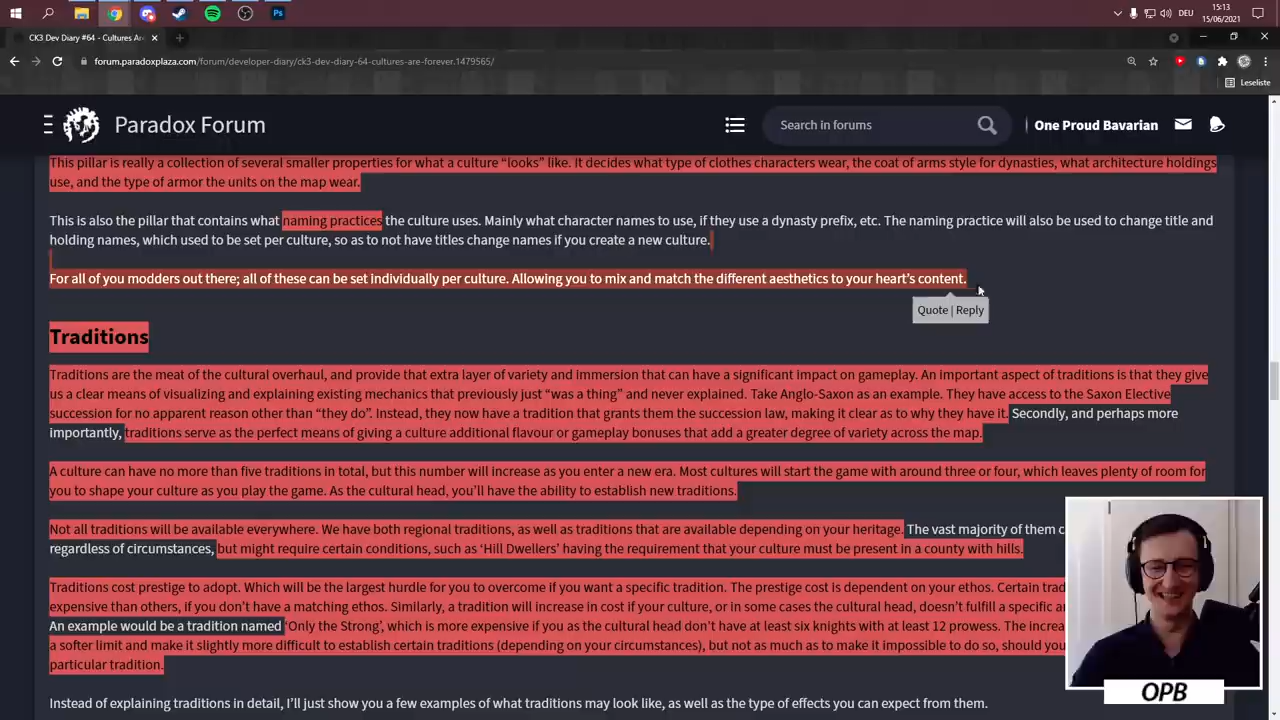 15:13
DEU
15/06/2021
CK3 Dev Diary #64 - Cultures Are
forum.paradoxplaza.com/forum/developer-diary/ck3-dev-diary-64-cultures-are-forever.1479565/
Leseliste
Paradox Forum
Search in forums
One Proud Bavarian
This pillar is really a collection of several smaller properties for what a culture “looks” like. It decides what type of clothes characters wear, the coat of arms style for dynasties, what architecture holdings
use, and the type of armor the units on the map wear.
This is also the pillar that contains what naming practices the culture uses. Mainly what character names to use, if they use a dynasty prefix, etc. The naming practice will also be used to change title and
holding names, which used to be set per culture, so as to not have titles change names if you create a new culture.
For all of you modders out there; all of these can be set individually per culture. Allowing you to mix and match the different aesthetics to your heart’s content.
Quote | Reply
Traditions
Traditions are the meat of the cultural overhaul, and provide that extra layer of variety and immersion that can have a significant impact on gameplay. An important aspect of traditions is that they give
us a clear means of visualizing and explaining existing mechanics that previously just “was a thing” and never explained. Take Anglo-Saxon as an example. They have access to the Saxon Elective
succession for no apparent reason other than “they do”. Instead, they now have a tradition that grants them the succession law, making it clear as to why they have it. Secondly, and perhaps more
importantly, traditions serve as the perfect means of giving a culture additional flavour or gameplay bonuses that add a greater degree of variety across the map.
A culture can have no more than five traditions in total, but this number will increase as you enter a new era. Most cultures will start the game with around three or four, which leaves plenty of room for
you to shape your culture as you play the game. As the cultural head, you’ll have the ability to establish new traditions.
Not all traditions will be available everywhere. We have both regional traditions, as well as traditions that are available depending on your heritage. The vast majority of them c
regardless of circumstances, but might require certain conditions, such as ‘Hill Dwellers’ having the requirement that your culture must be present in a county with hills.
Traditions cost prestige to adopt. Which will be the largest hurdle for you to overcome if you want a specific tradition. The prestige cost is dependent on your ethos. Certain trad
expensive than others, if you don’t have a matching ethos. Similarly, a tradition will increase in cost if your culture, or in some cases the cultural head, doesn’t fulfill a specific
An example would be a tradition named ‘Only the Strong’, which is more expensive if you as the cultural head don’t have at least six knights with at least 12 prowess. The increa
a softer limit and make it slightly more difficult to establish certain traditions (depending on your circumstances), but not as much as to make it impossible to do so, should you
particular tradition.
Instead of explaining traditions in detail, I’ll just show you a few examples of what traditions may look like, as well as the type of effects you can expect from them.
OPB